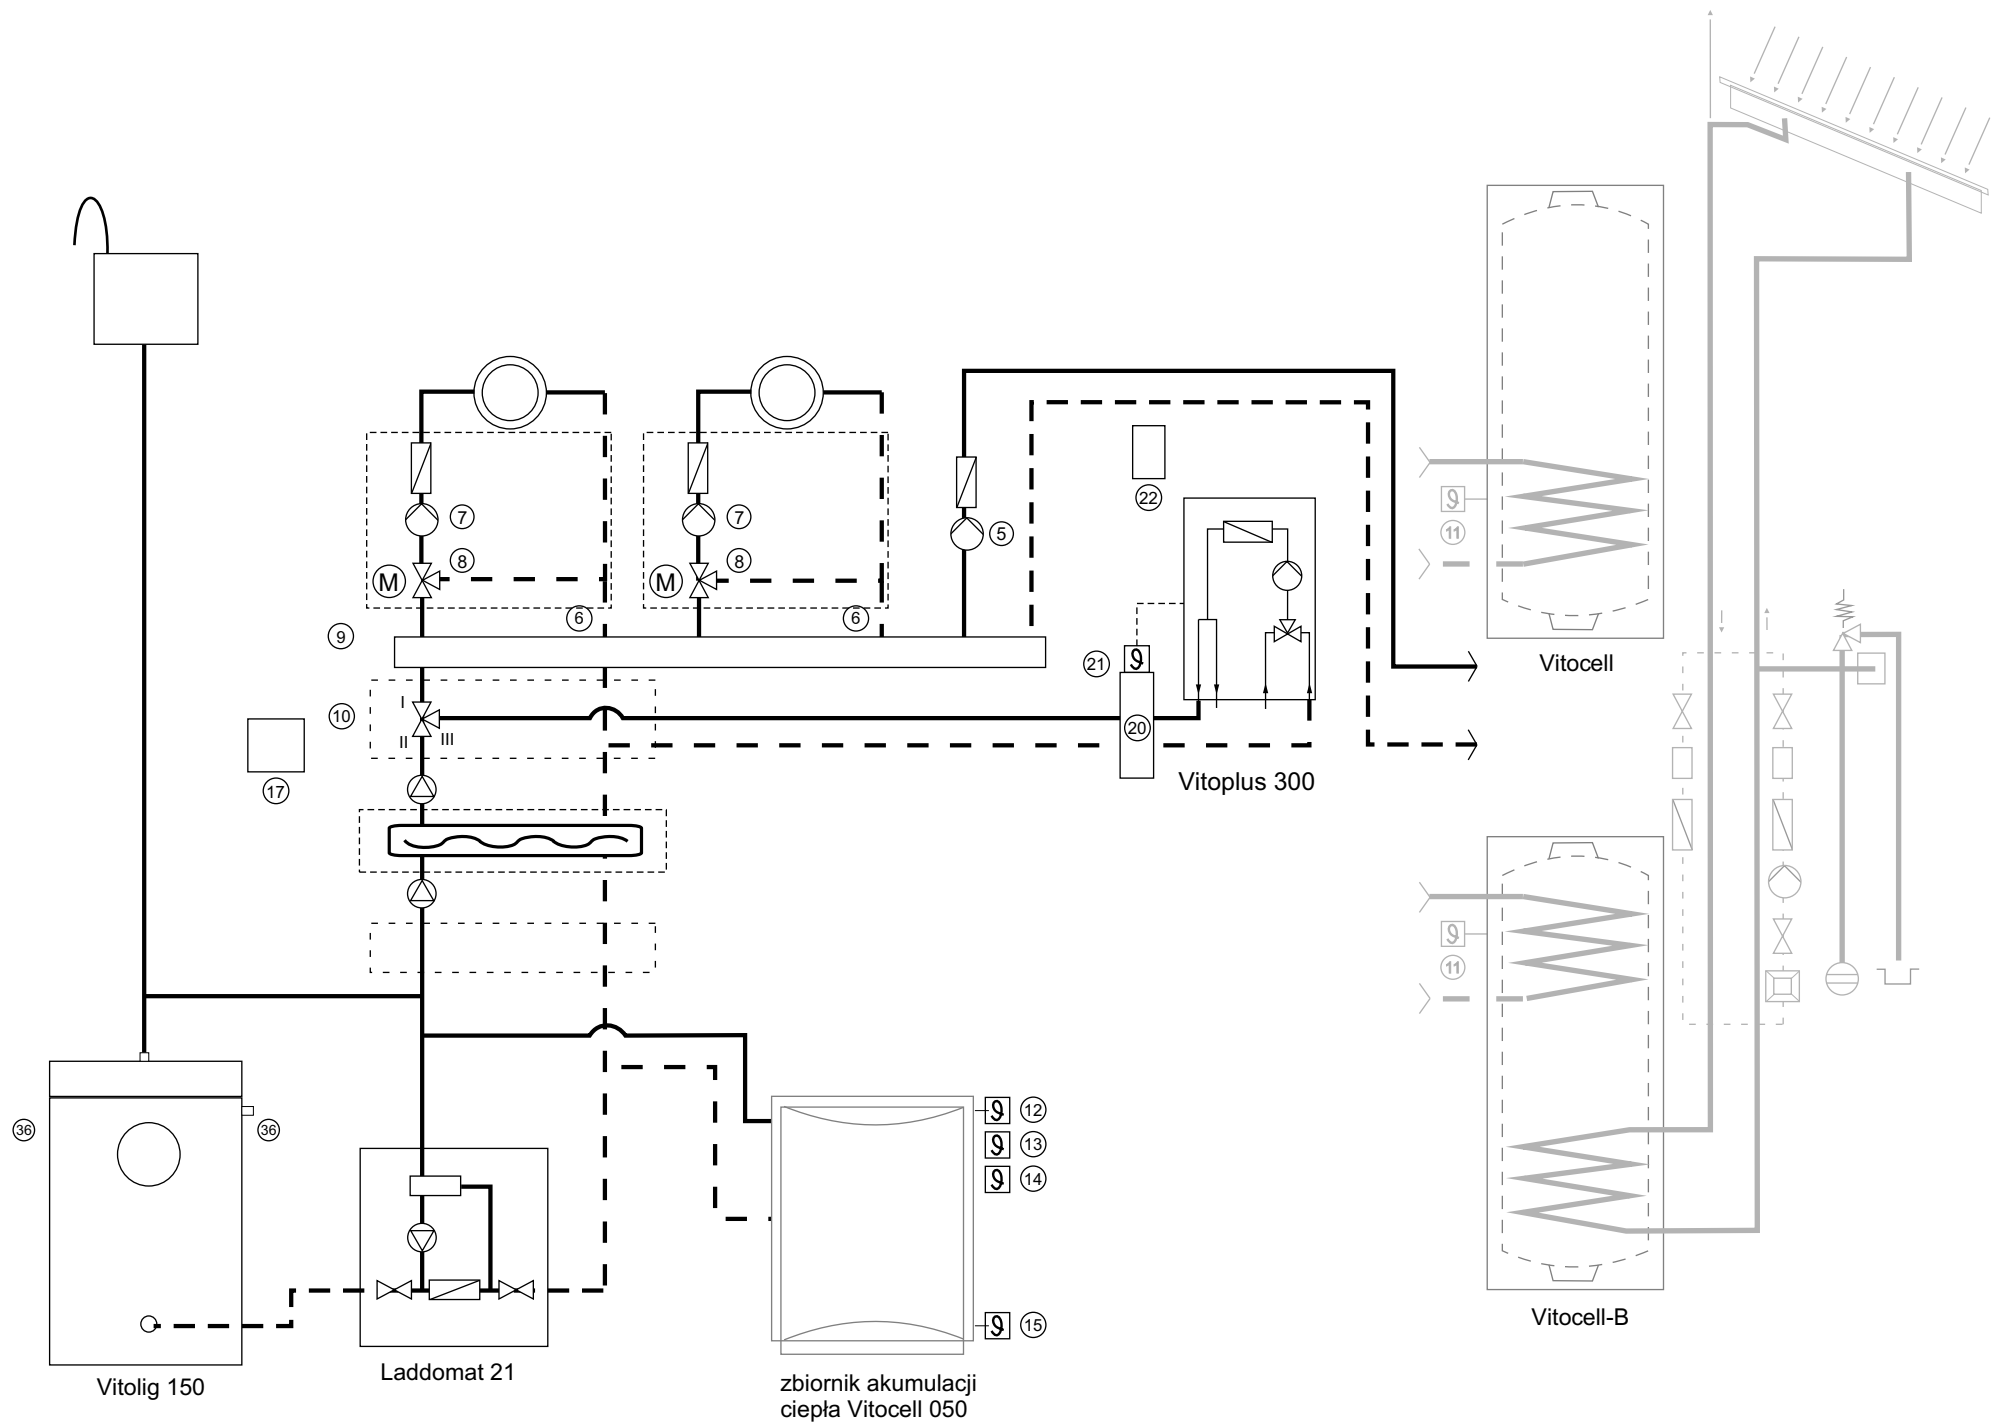 7
7
5
22
11
8
8
M
M
6
6
9
Vitocell
21
I
10
20
II
III
Vitoplus 300
17
11
12
36
36
13
14
Vitocell-B
15
Laddomat 21
Vitolig 150
zbiornik akumulacji
ciepła Vitocell 050